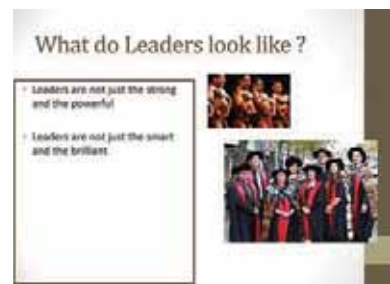 What do Leaders look like ?
• Leaders are not just the strong
and the powerful
• Leaders are not just the smart
and the brilliant